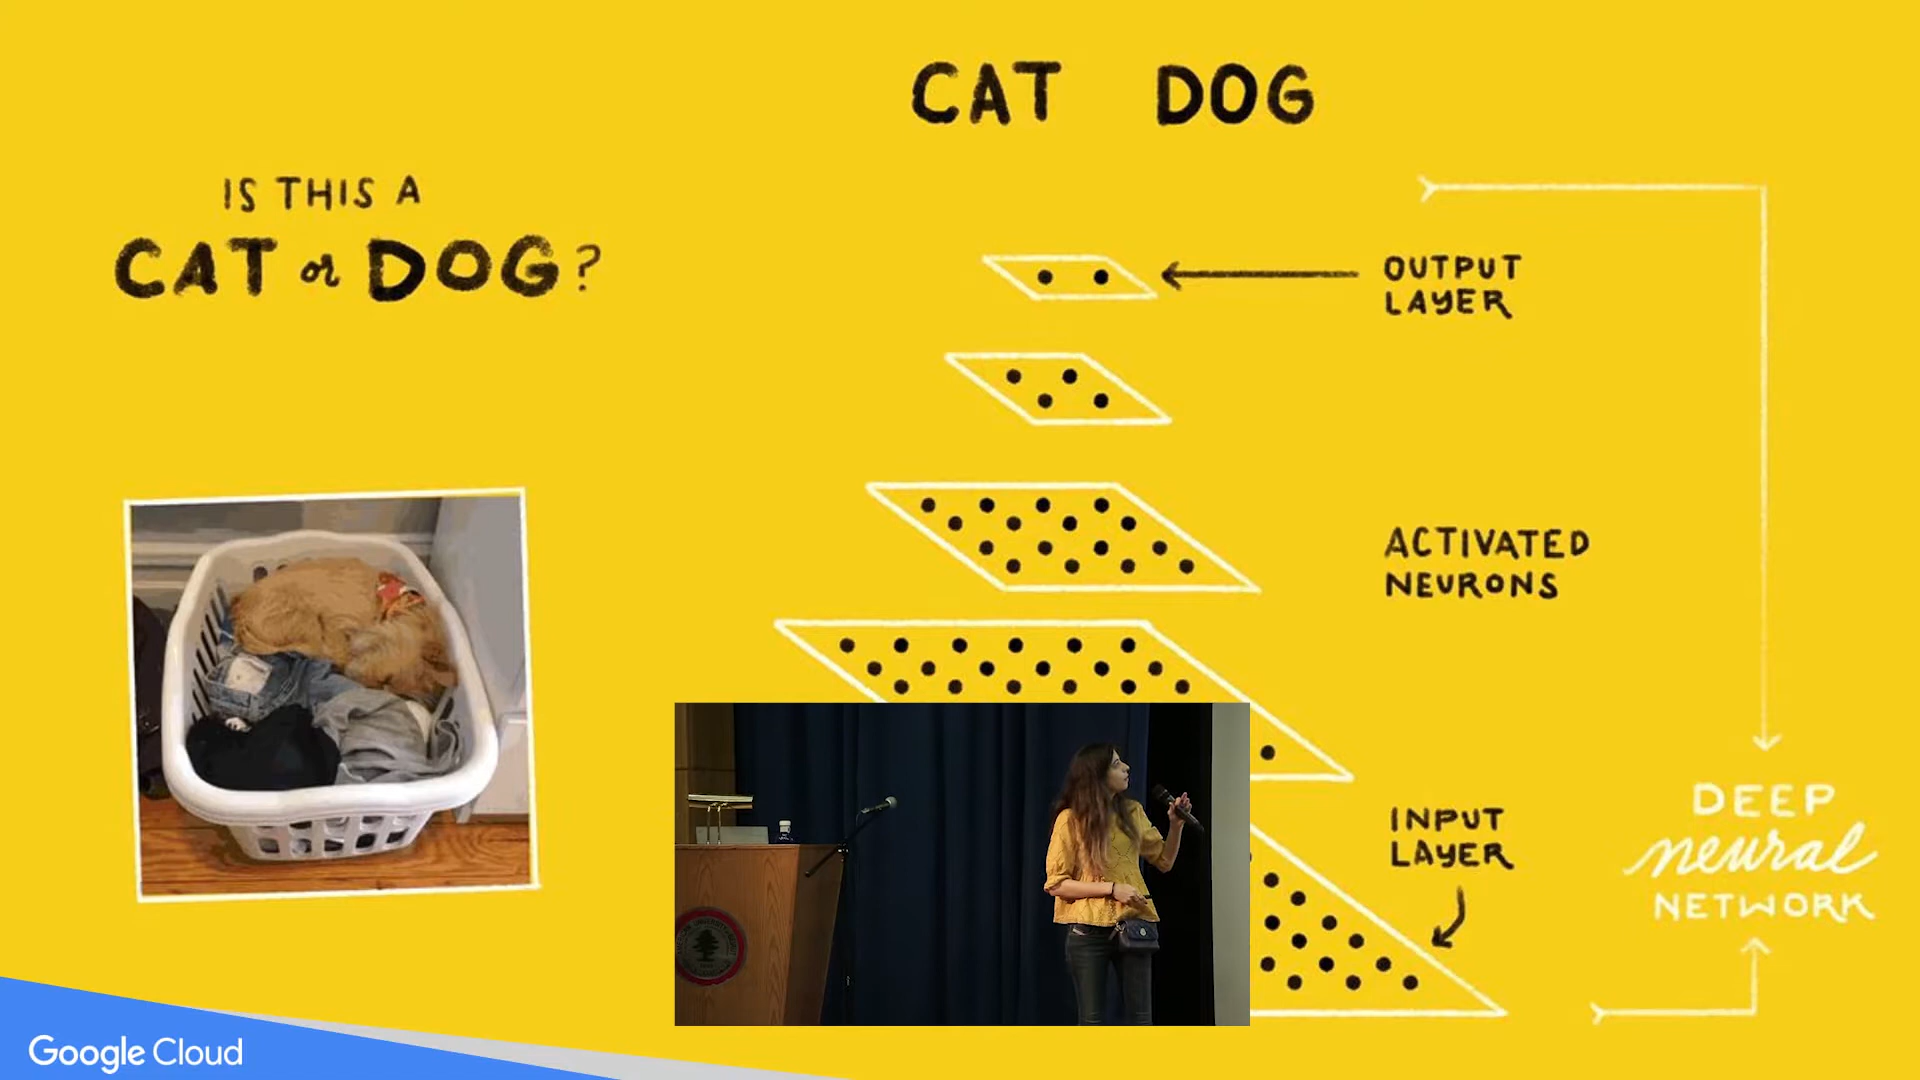 CAT DOG
IS THIS A
CAT or DOG?
OUTPUT
LAYER
ACTIVATED
NEURONS
INPUT
LAYER
DEEP
neural
NETWORK
Google Cloud